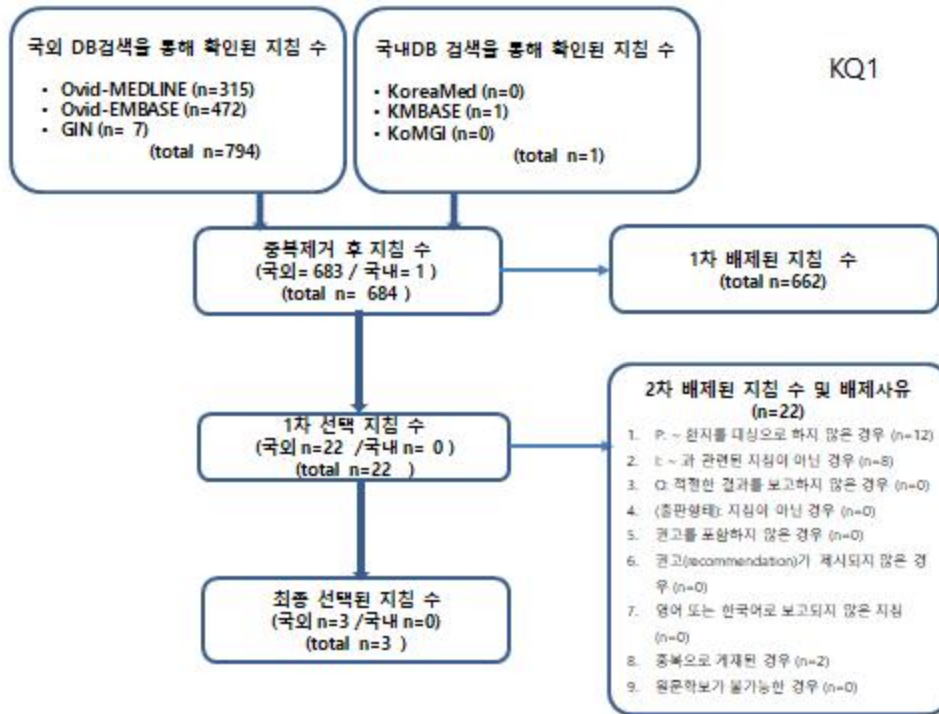 국외 DB검색을 통해 확인된 지침 수
• Ovid-MEDLINE (n=315)
• Ovid-EMBASE (n=472)
• GIN (n= 7)
(total n=794)
국내DB 검색을 통해 확인된 지침 수
• KoreaMed (n=0)
• KMBASE (n=1)
• KoMGI (n=0)
(total n=1)
KQ1
중복제거 후 지침 수
(국외= 683 / 국내= 1 )
(total n= 684 )
1차 배제된 지침 수
(total n=662)
1차 선택 지침 수
(국외 n=22 /국내 n= 0 )
(total n=22 )
2차 배제된 지침 수 및 배제사유
(n=22)
1. P: ~ 환자를 대상으로 하지 않은 경우 (n=12)
2. I: ~ 과 관련된 지침이 아닌 경우 (n=8)
3. O: 적절한 결과를 보고하지 않은 경우 (n=0)
4. (출판형태): 지침이 아닌 경우 (n=0)
5. 권고를 포함하지 않은 경우 (n=0)
6. 권고(recommendation)가 제시되지 않은 경
우 (n=0)
7. 영어 또는 한국어로 보고되지 않은 지침
(n=0)
8. 중복으로 게재된 경우 (n=2)
9. 원문확보가 불가능한 경우 (n=0)
최종 선택된 지침 수
(국외 n=3 /국내 n=0)
(total n=3 )